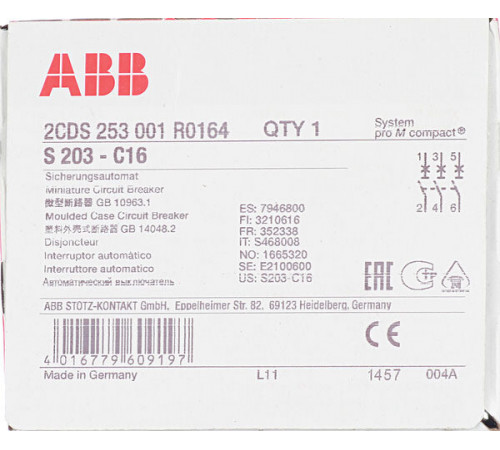 ABB
2CDS 253 001 R0164 QTY 1
System
pro M compact®
S 203 - C16
1 3 5
2 4 6
Sicherungsautomat
Miniature Circuit Breaker
微型断路器 GB 10963.1
Moulded Case Circuit Breaker
塑料外壳式断路器 GB 14048.2
Disjoncteur
Interruptor automático
Interruttore automatico
Автоматический выключатель
ES: 7946800
FI: 3210616
FR: 352338
IT: S468008
NO: 1665320
SE: E2100600
US: S203-C16
EAC
ABB STOTZ-KONTAKT GmbH, Eppelheimer Str. 82, 69123 Heidelberg, Germany
CE
4 016779 609197
Made in Germany L11 1457 004A